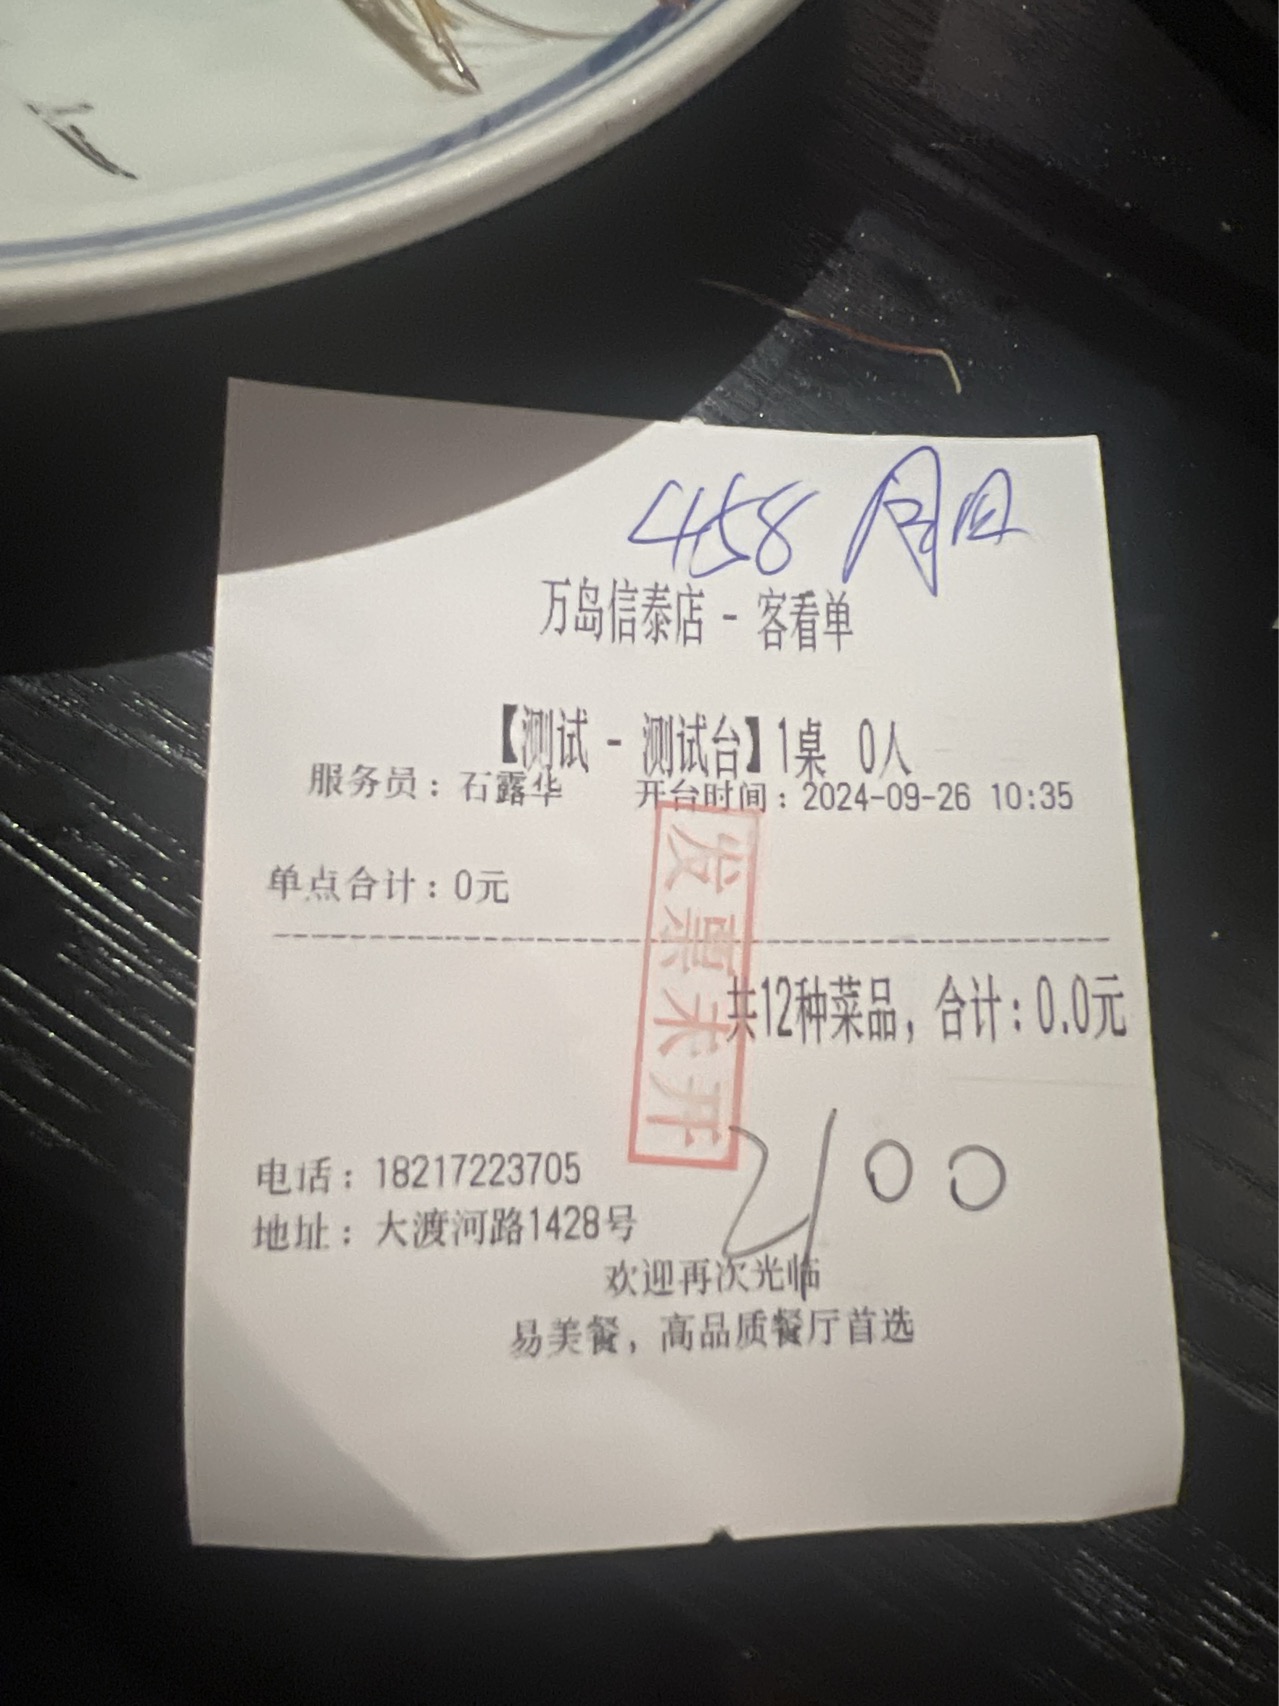 458
万岛信泰店 - 客看单
【测试 - 测试台】1桌 0人
服务员：石露华 开台时间：2024-09-26 10:35
单点合计：0元
发票未开
共12种菜品，合计：0.0元
2100
电话：18217223705
地址：大渡河路1428号
欢迎再次光临
易美餐，高品质餐厅首选